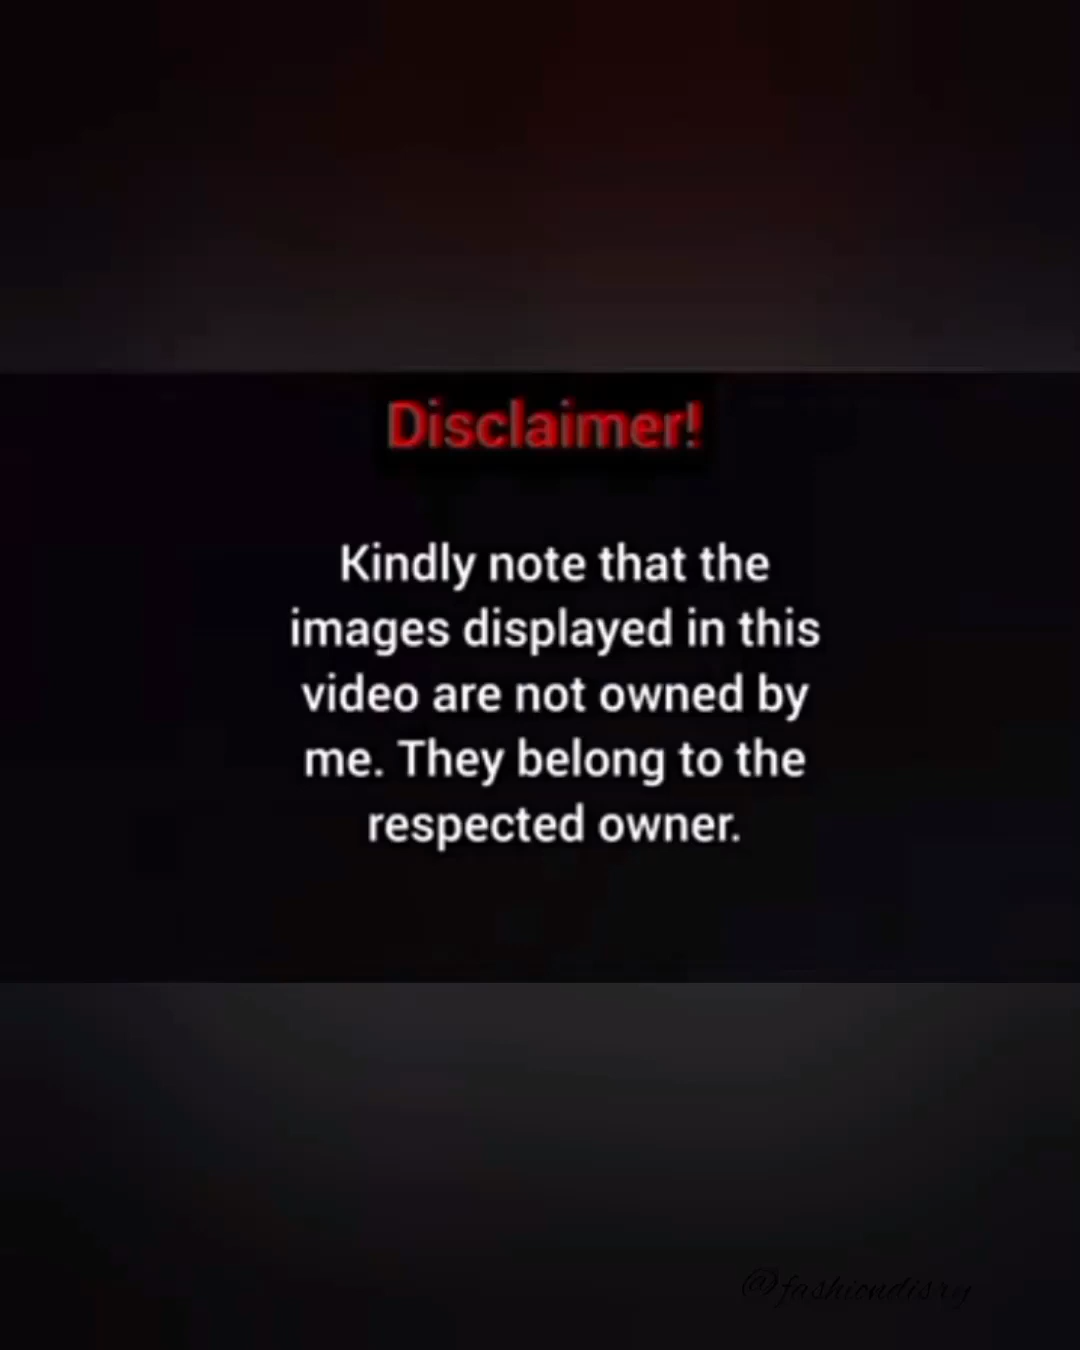 Disclaimer!
Kindly note that the
images displayed in this
video are not owned by
me. They belong to the
respected owner.
@fashiondisry